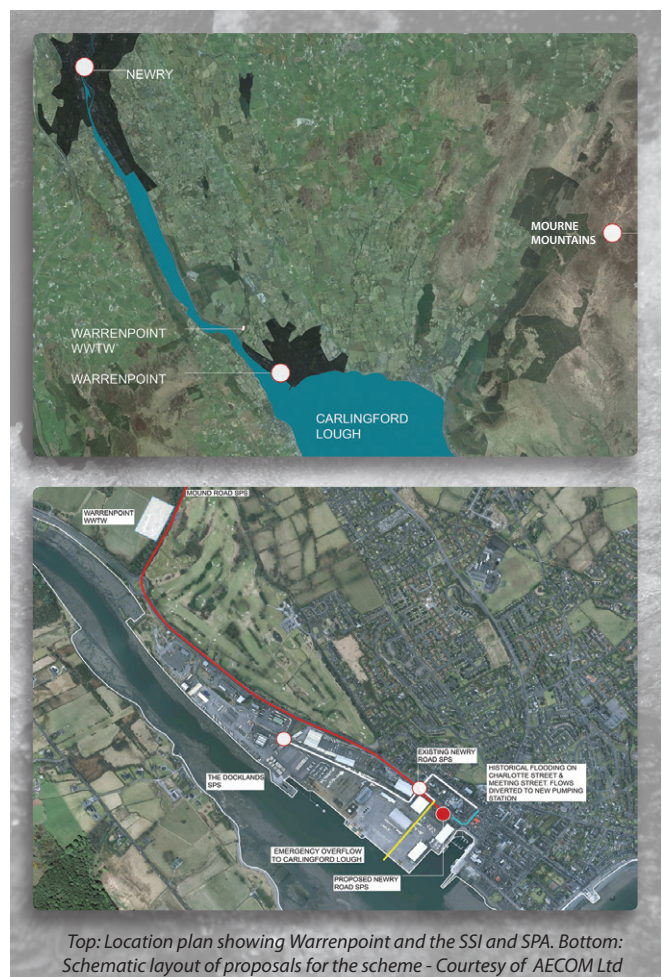 NEWRY
MOURNE
MOUNTAINS
WARRENPOINT
WWTW
WARRENPOINT
CARLINGFORD
LOUGH
MOUND ROAD SPS
WARRENPOINT
WWTW
EXISTING NEWRY
ROAD SPS
THE DOCKLANDS
SPS
HISTORICAL FLOODING ON
CHARLOTTE STREET &
MEETING STREET. FLOWS
DIVERTED TO NEW PUMPING
STATION
EMERGENCY OVERFLOW
TO CARLINGFORD LOUGH
PROPOSED NEWRY
ROAD SPS
Top: Location plan showing Warrenpoint and the SSI and SPA. Bottom:
Schematic layout of proposals for the scheme - Courtesy of AECOM Ltd